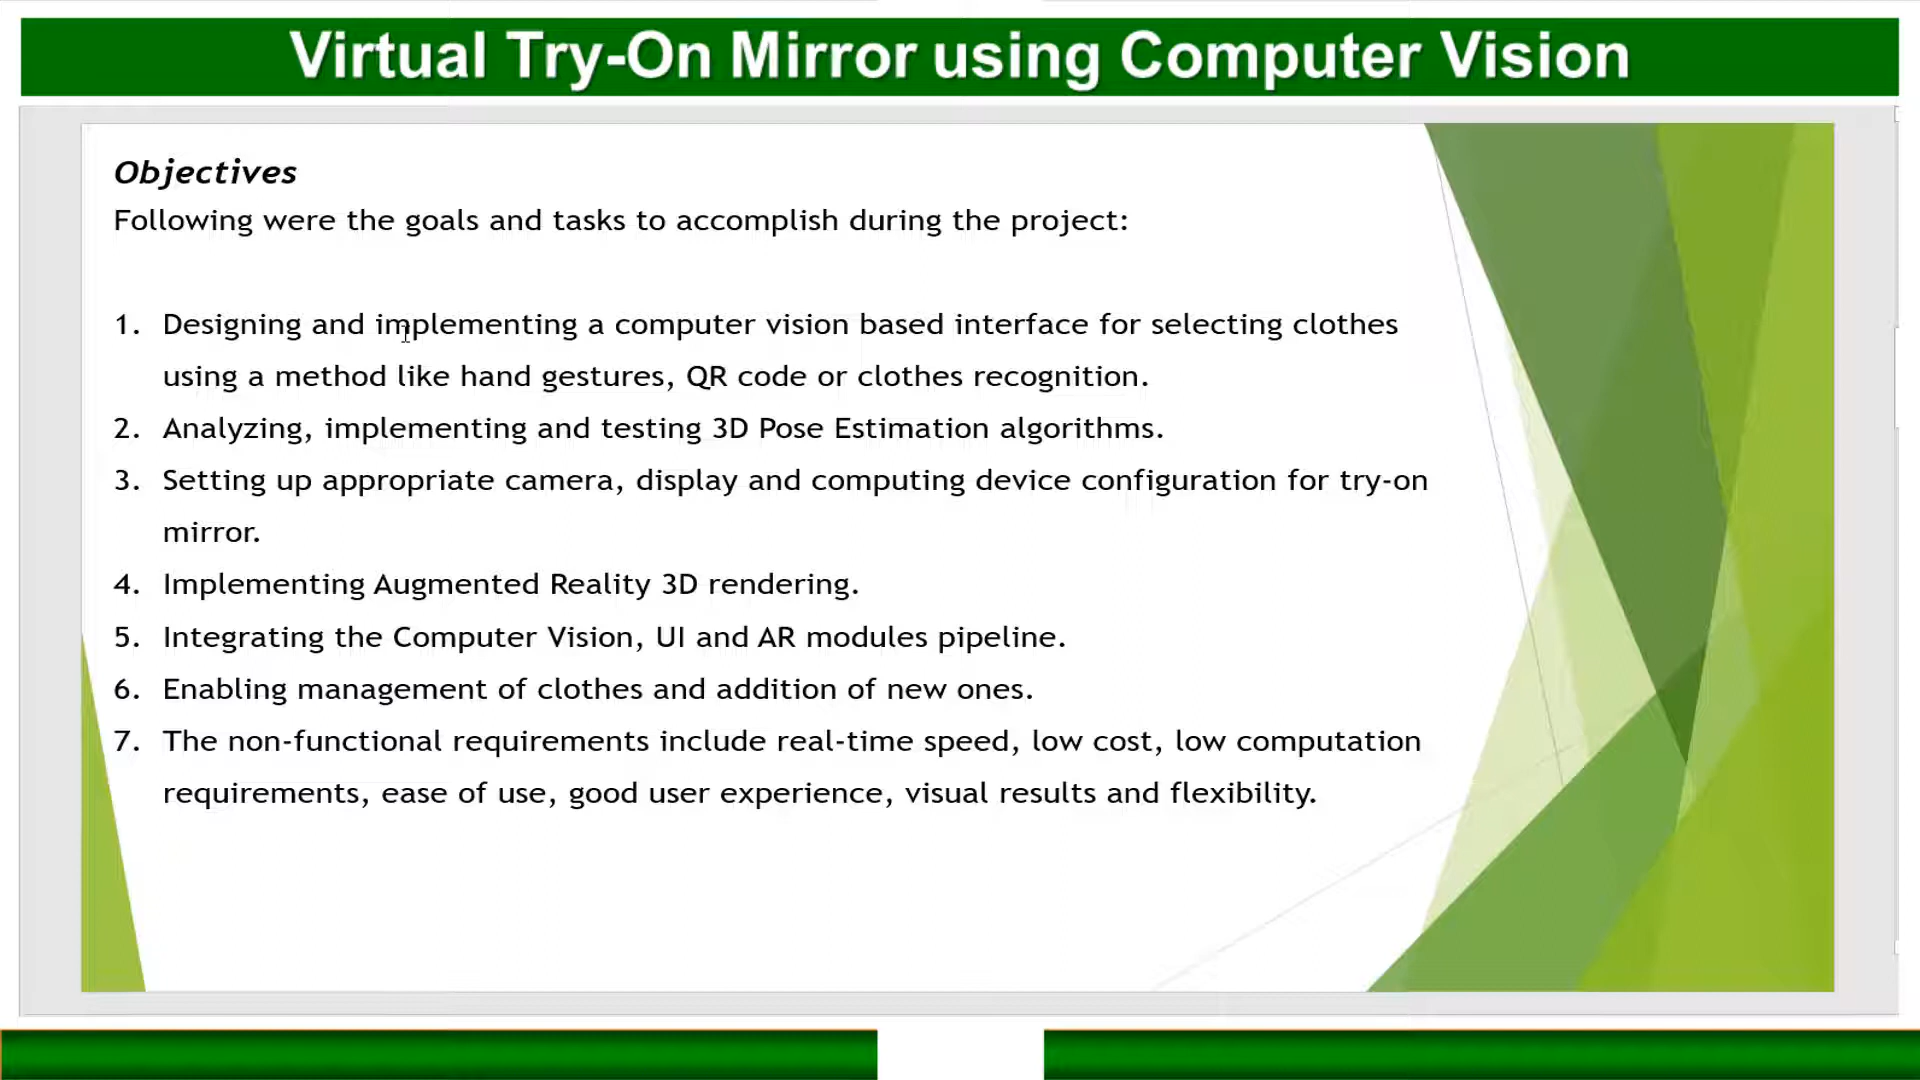 Virtual Try-On Mirror using Computer Vision
Objectives
Following were the goals and tasks to accomplish during the project:
1. Designing and implementing a computer vision based interface for selecting clothes
using a method like hand gestures, QR code or clothes recognition.
2. Analyzing, implementing and testing 3D Pose Estimation algorithms.
3. Setting up appropriate camera, display and computing device configuration for try-on
mirror.
4. Implementing Augmented Reality 3D rendering.
5. Integrating the Computer Vision, UI and AR modules pipeline.
6. Enabling management of clothes and addition of new ones.
7. The non-functional requirements include real-time speed, low cost, low computation
requirements, ease of use, good user experience, visual results and flexibility.